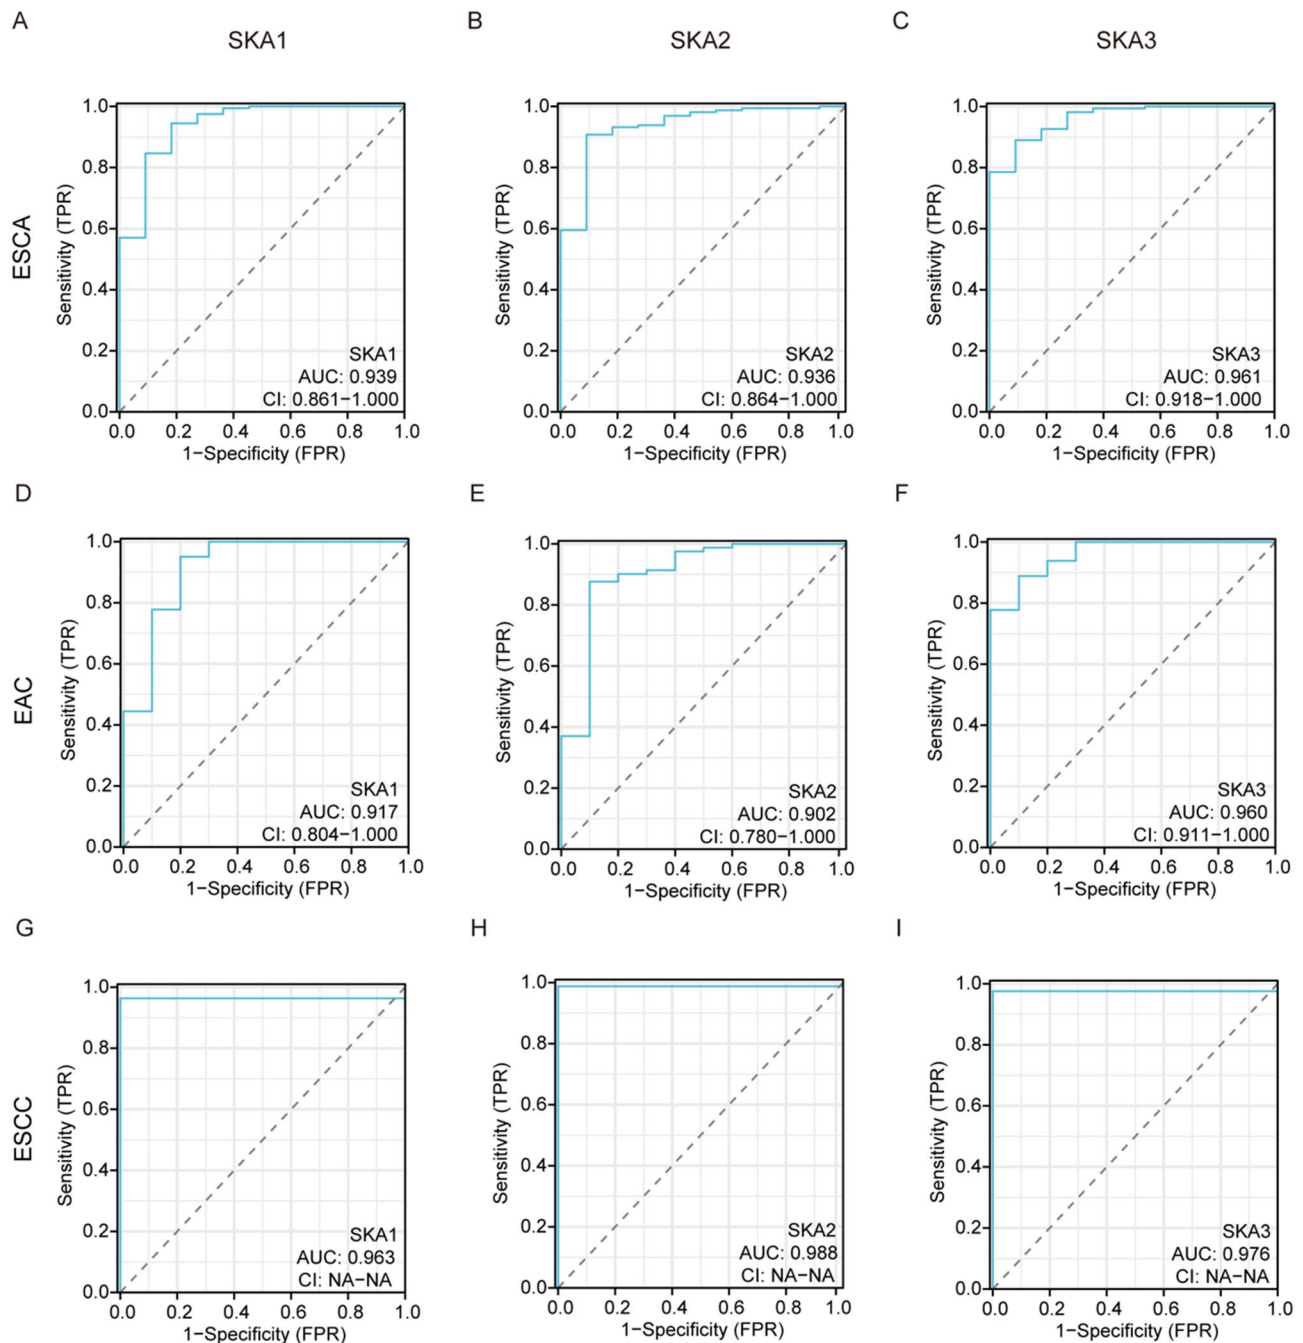 A
B
C
SKA1
SKA2
SKA3
ESCA
Sensitivity (TPR)
1.0
0.8
0.6
0.4
0.2
0.0
SKA1
AUC: 0.939
CI: 0.861−1.000
0.0 0.2 0.4 0.6 0.8 1.0
1−Specificity (FPR)
Sensitivity (TPR)
1.0
0.8
0.6
0.4
0.2
0.0
SKA2
AUC: 0.936
CI: 0.864−1.000
0.0 0.2 0.4 0.6 0.8 1.0
1−Specificity (FPR)
Sensitivity (TPR)
1.0
0.8
0.6
0.4
0.2
0.0
SKA3
AUC: 0.961
CI: 0.918−1.000
0.0 0.2 0.4 0.6 0.8 1.0
1−Specificity (FPR)
D
E
F
EAC
Sensitivity (TPR)
1.0
0.8
0.6
0.4
0.2
0.0
SKA1
AUC: 0.917
CI: 0.804−1.000
0.0 0.2 0.4 0.6 0.8 1.0
1−Specificity (FPR)
Sensitivity (TPR)
1.0
0.8
0.6
0.4
0.2
0.0
SKA2
AUC: 0.902
CI: 0.780−1.000
0.0 0.2 0.4 0.6 0.8 1.0
1−Specificity (FPR)
Sensitivity (TPR)
1.0
0.8
0.6
0.4
0.2
0.0
SKA3
AUC: 0.960
CI: 0.911−1.000
0.0 0.2 0.4 0.6 0.8 1.0
1−Specificity (FPR)
G
H
I
ESCC
Sensitivity (TPR)
1.0
0.8
0.6
0.4
0.2
0.0
SKA1
AUC: 0.963
CI: NA−NA
0.0 0.2 0.4 0.6 0.8 1.0
1−Specificity (FPR)
Sensitivity (TPR)
1.0
0.8
0.6
0.4
0.2
0.0
SKA2
AUC: 0.988
CI: NA−NA
0.0 0.2 0.4 0.6 0.8 1.0
1−Specificity (FPR)
Sensitivity (TPR)
1.0
0.8
0.6
0.4
0.2
0.0
SKA3
AUC: 0.976
CI: NA−NA
0.0 0.2 0.4 0.6 0.8 1.0
1−Specificity (FPR)